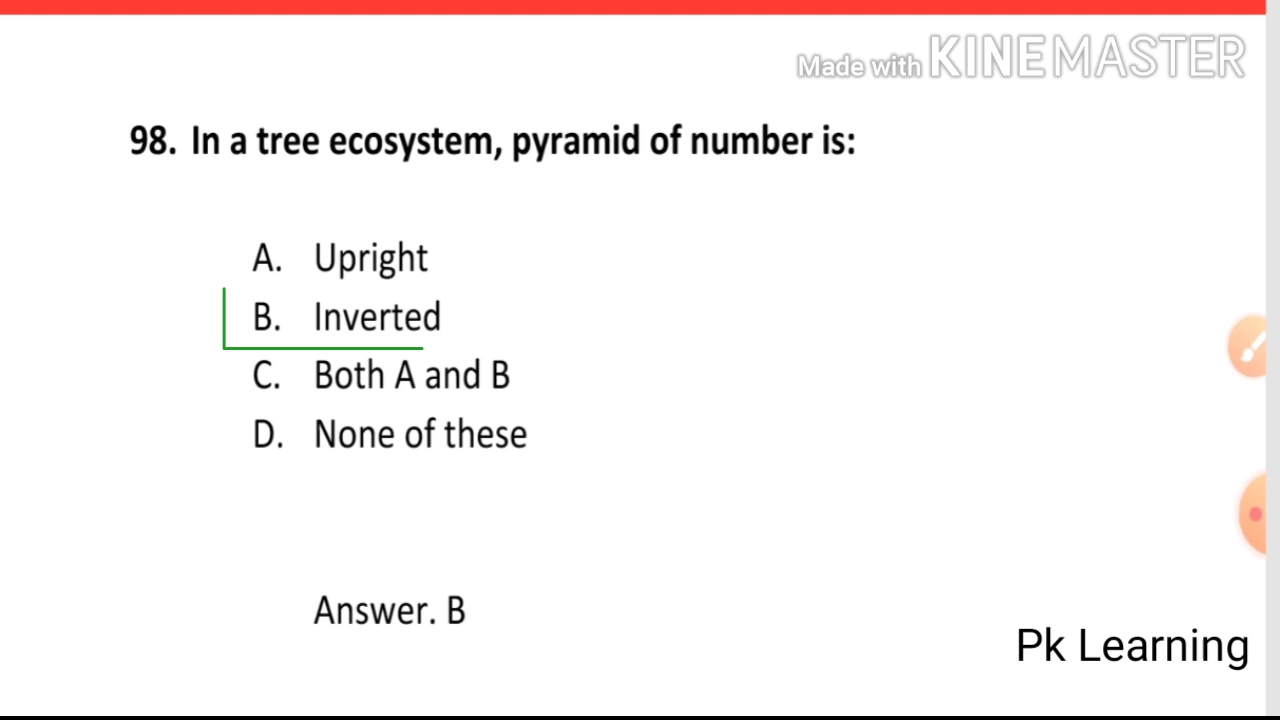 Made with KINEMASTER
98. In a tree ecosystem, pyramid of number is:
A. Upright
B. Inverted
C. Both A and B
D. None of these
Answer. B
Pk Learning